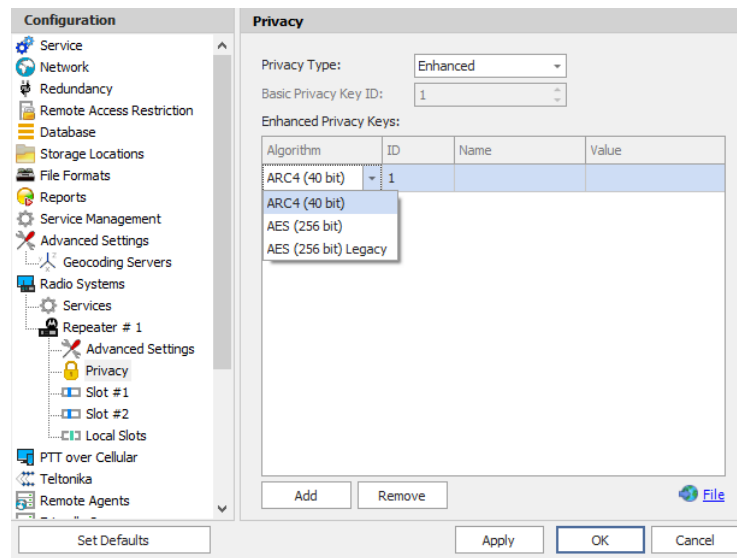 Configuration
Service
Network
Redundancy
Remote Access Restriction
Database
Storage Locations
File Formats
Reports
Service Management
Advanced Settings
Geocoding Servers
Radio Systems
Services
Repeater # 1
Advanced Settings
Privacy
Slot #1
Slot #2
Local Slots
PTT over Cellular
Teltonika
Remote Agents
Set Defaults
Privacy
Privacy Type: Enhanced
Basic Privacy Key ID: 1
Enhanced Privacy Keys:
Algorithm ID Name Value
ARC4 (40 bit) 1
ARC4 (40 bit)
AES (256 bit)
AES (256 bit) Legacy
Add Remove File
Apply OK Cancel